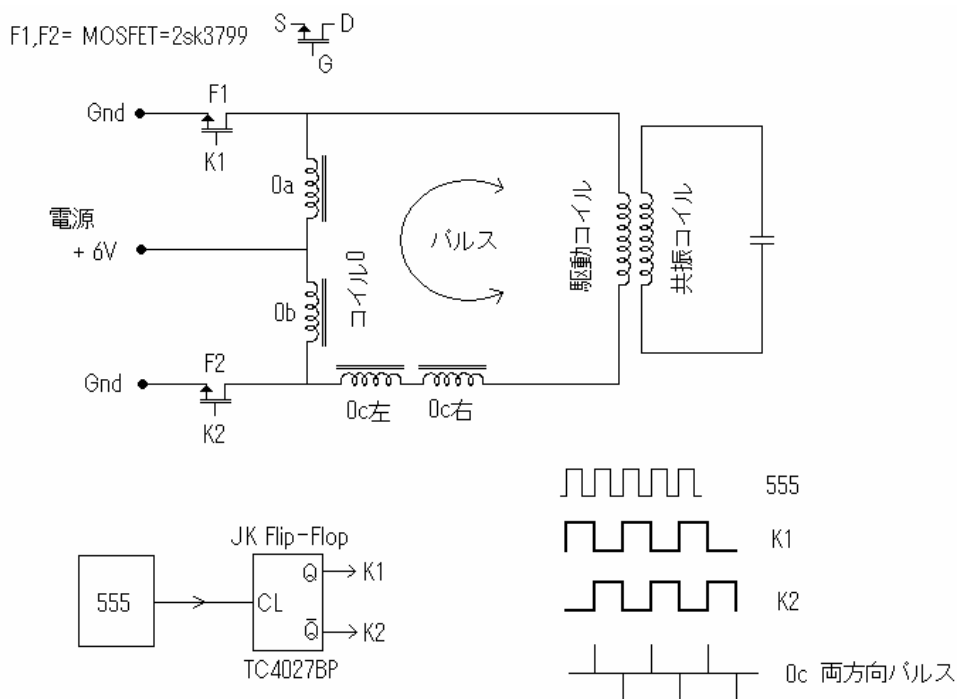 F1,F2= MOSFET=2sk3799
S
D
G
F1
Gnd
K1
0a
電源
+ 6V
パルス
コイル0
駆動コイル
共振コイル
0b
F2
Gnd
K2
0c左
0c右
555
K1
K2
0c 両方向パルス
JK Flip-Flop
555
CL
Q
K1
Q̄
K2
TC4027BP